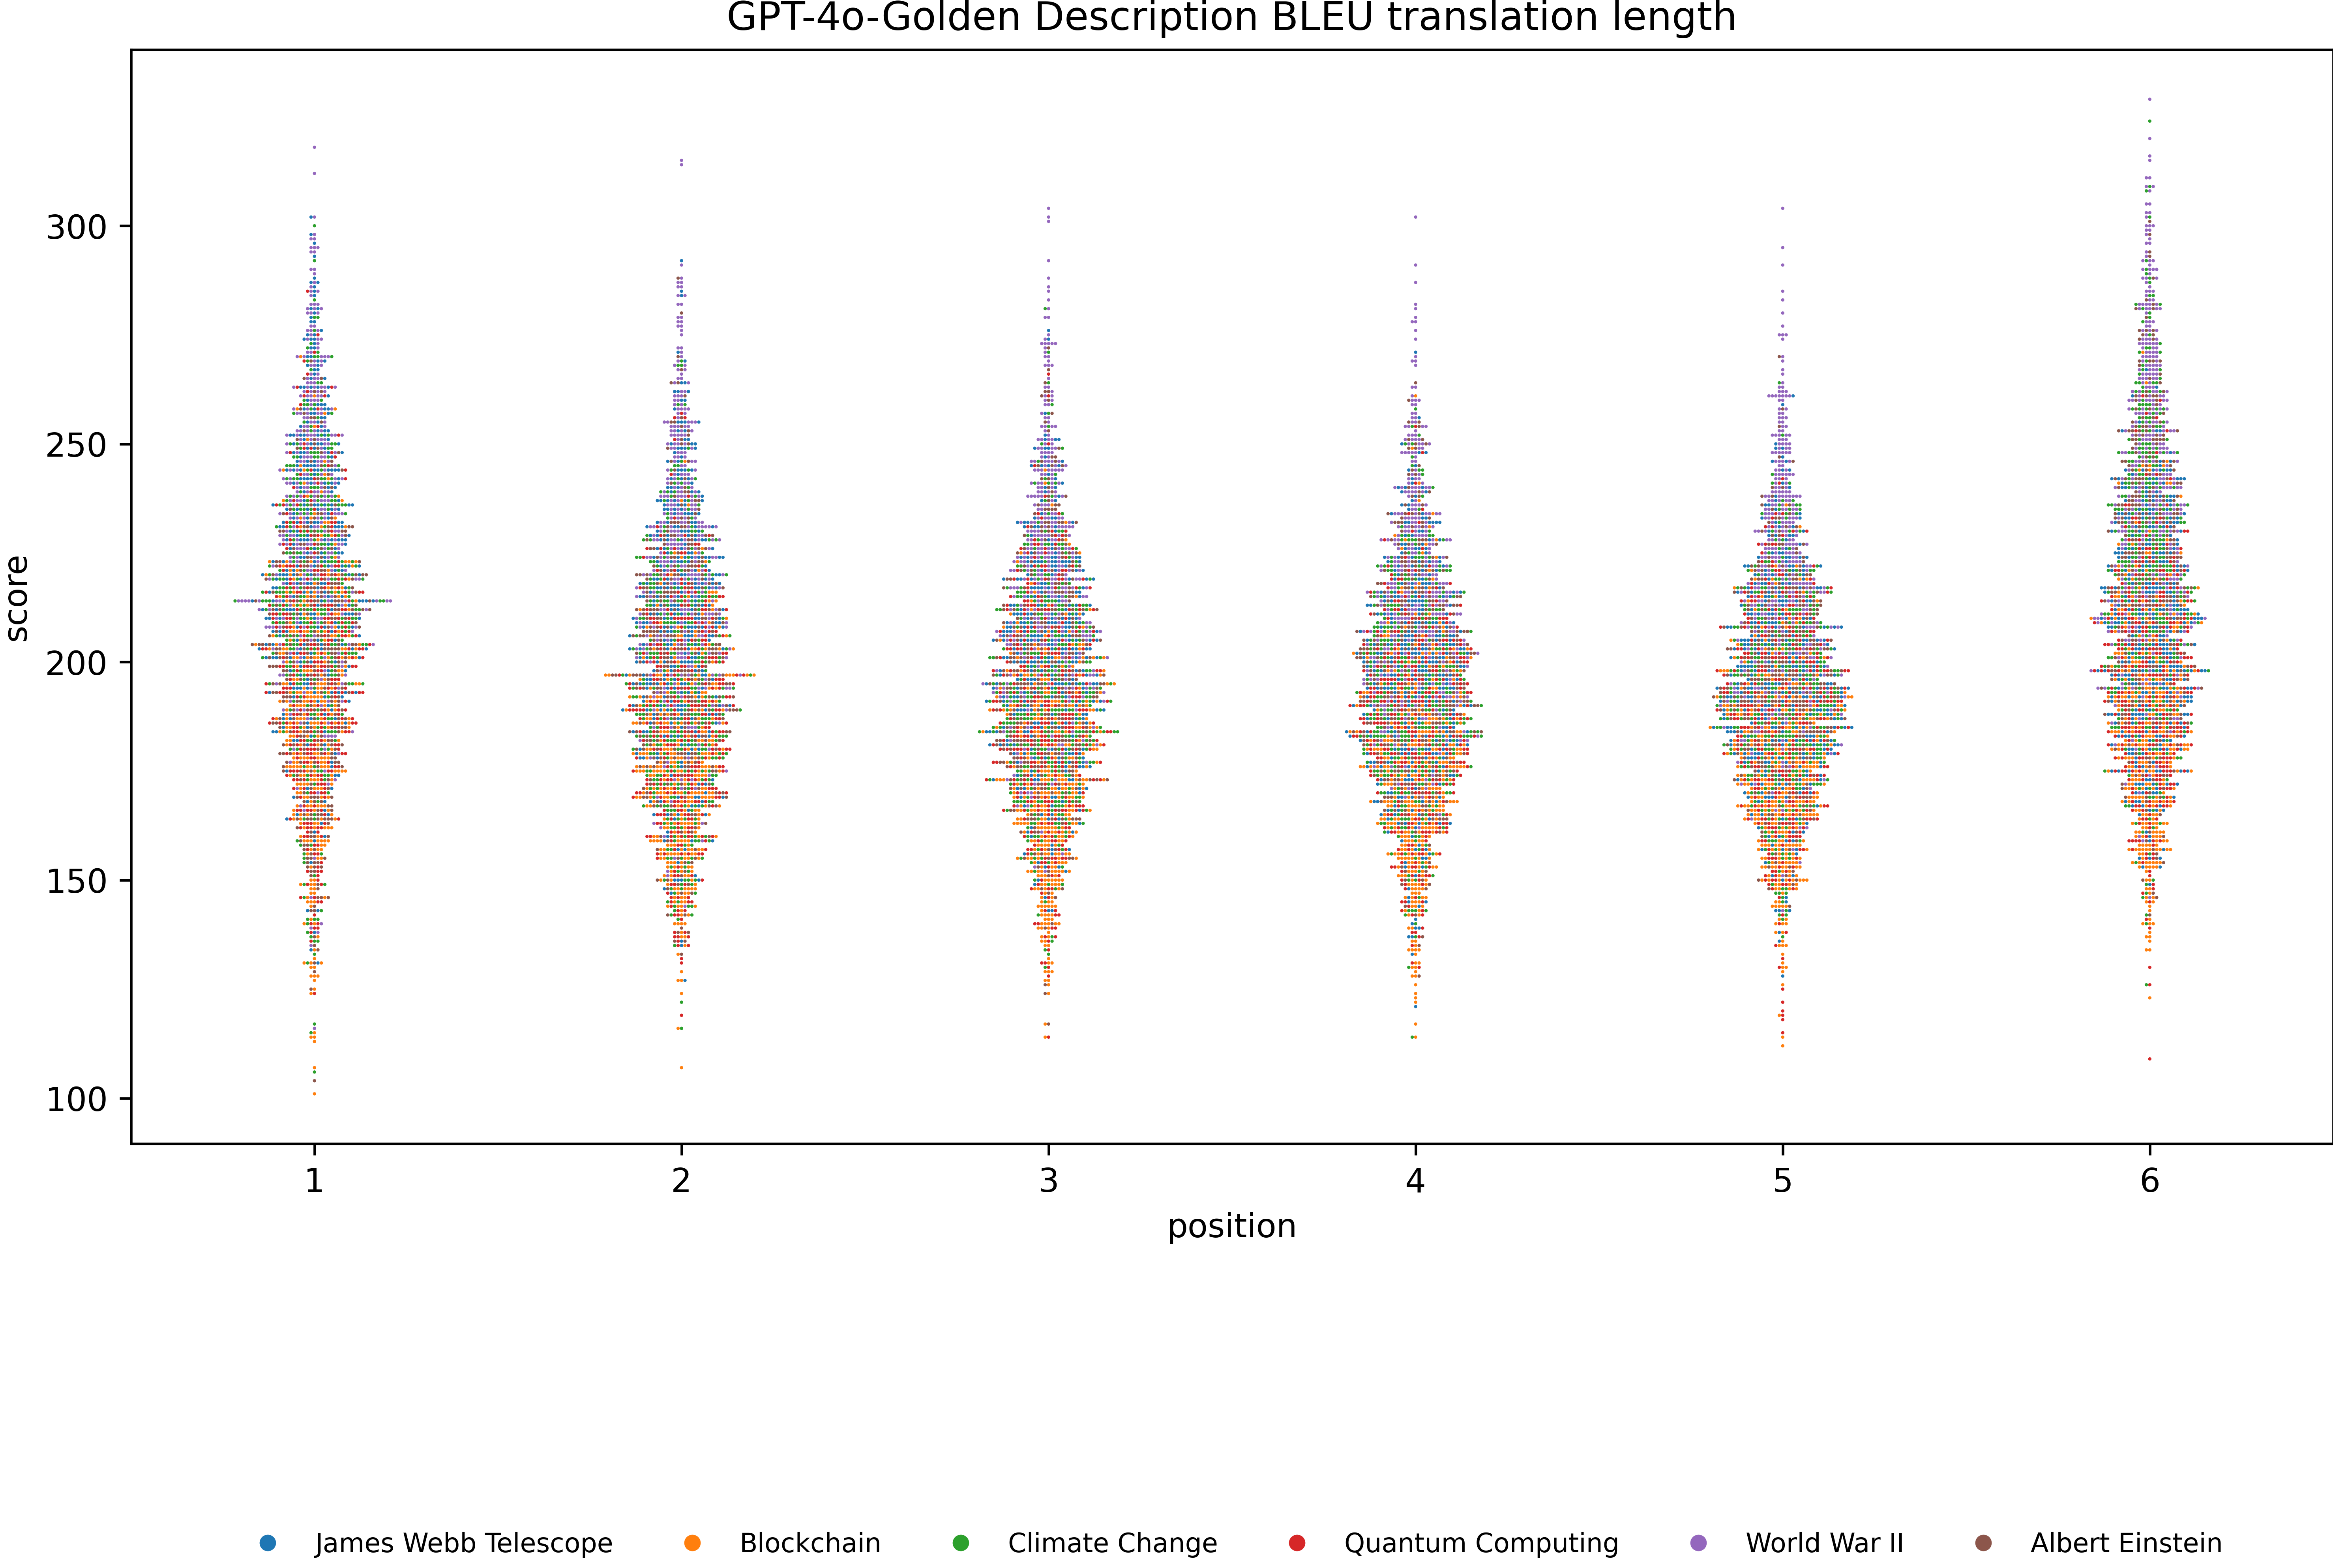 GPT-4o-Golden Description BLEU translation length
score
300
250
200
150
100
1 2 3 4 5 6
position
James Webb Telescope Blockchain Climate Change Quantum Computing World War II Albert Einstein